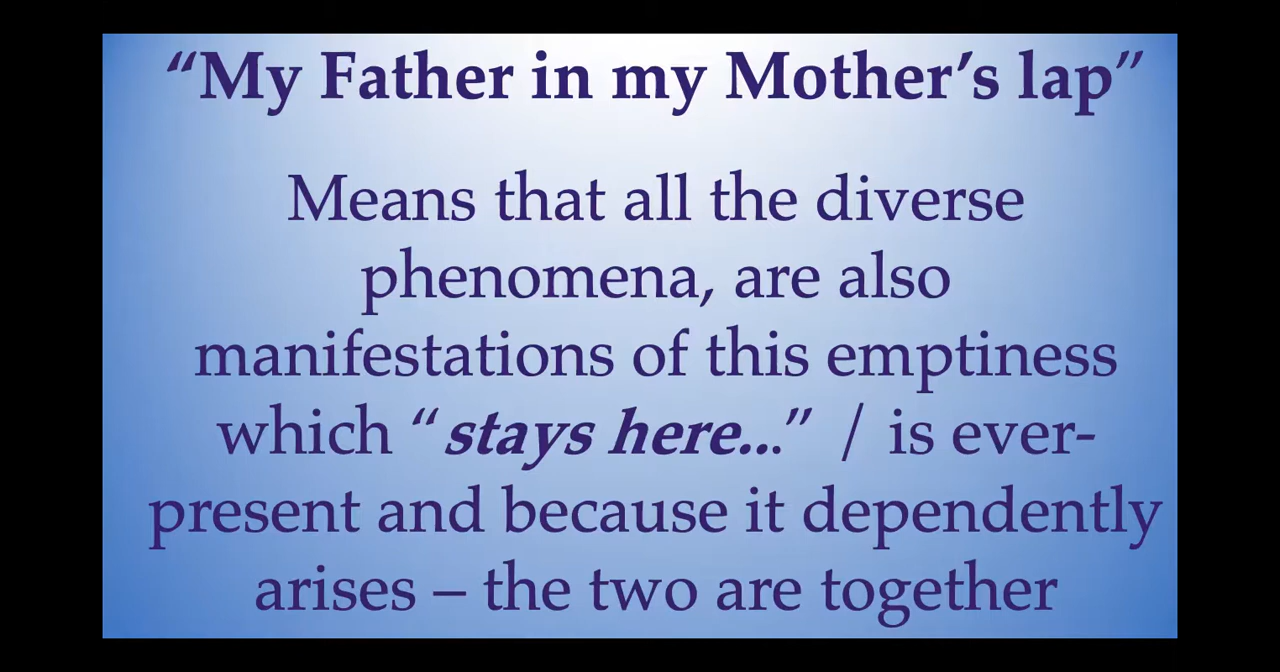 “My Father in my Mother’s lap”
Means that all the diverse
phenomena, are also
manifestations of this emptiness
which “stays here...” / is ever-
present and because it dependently
arises – the two are together